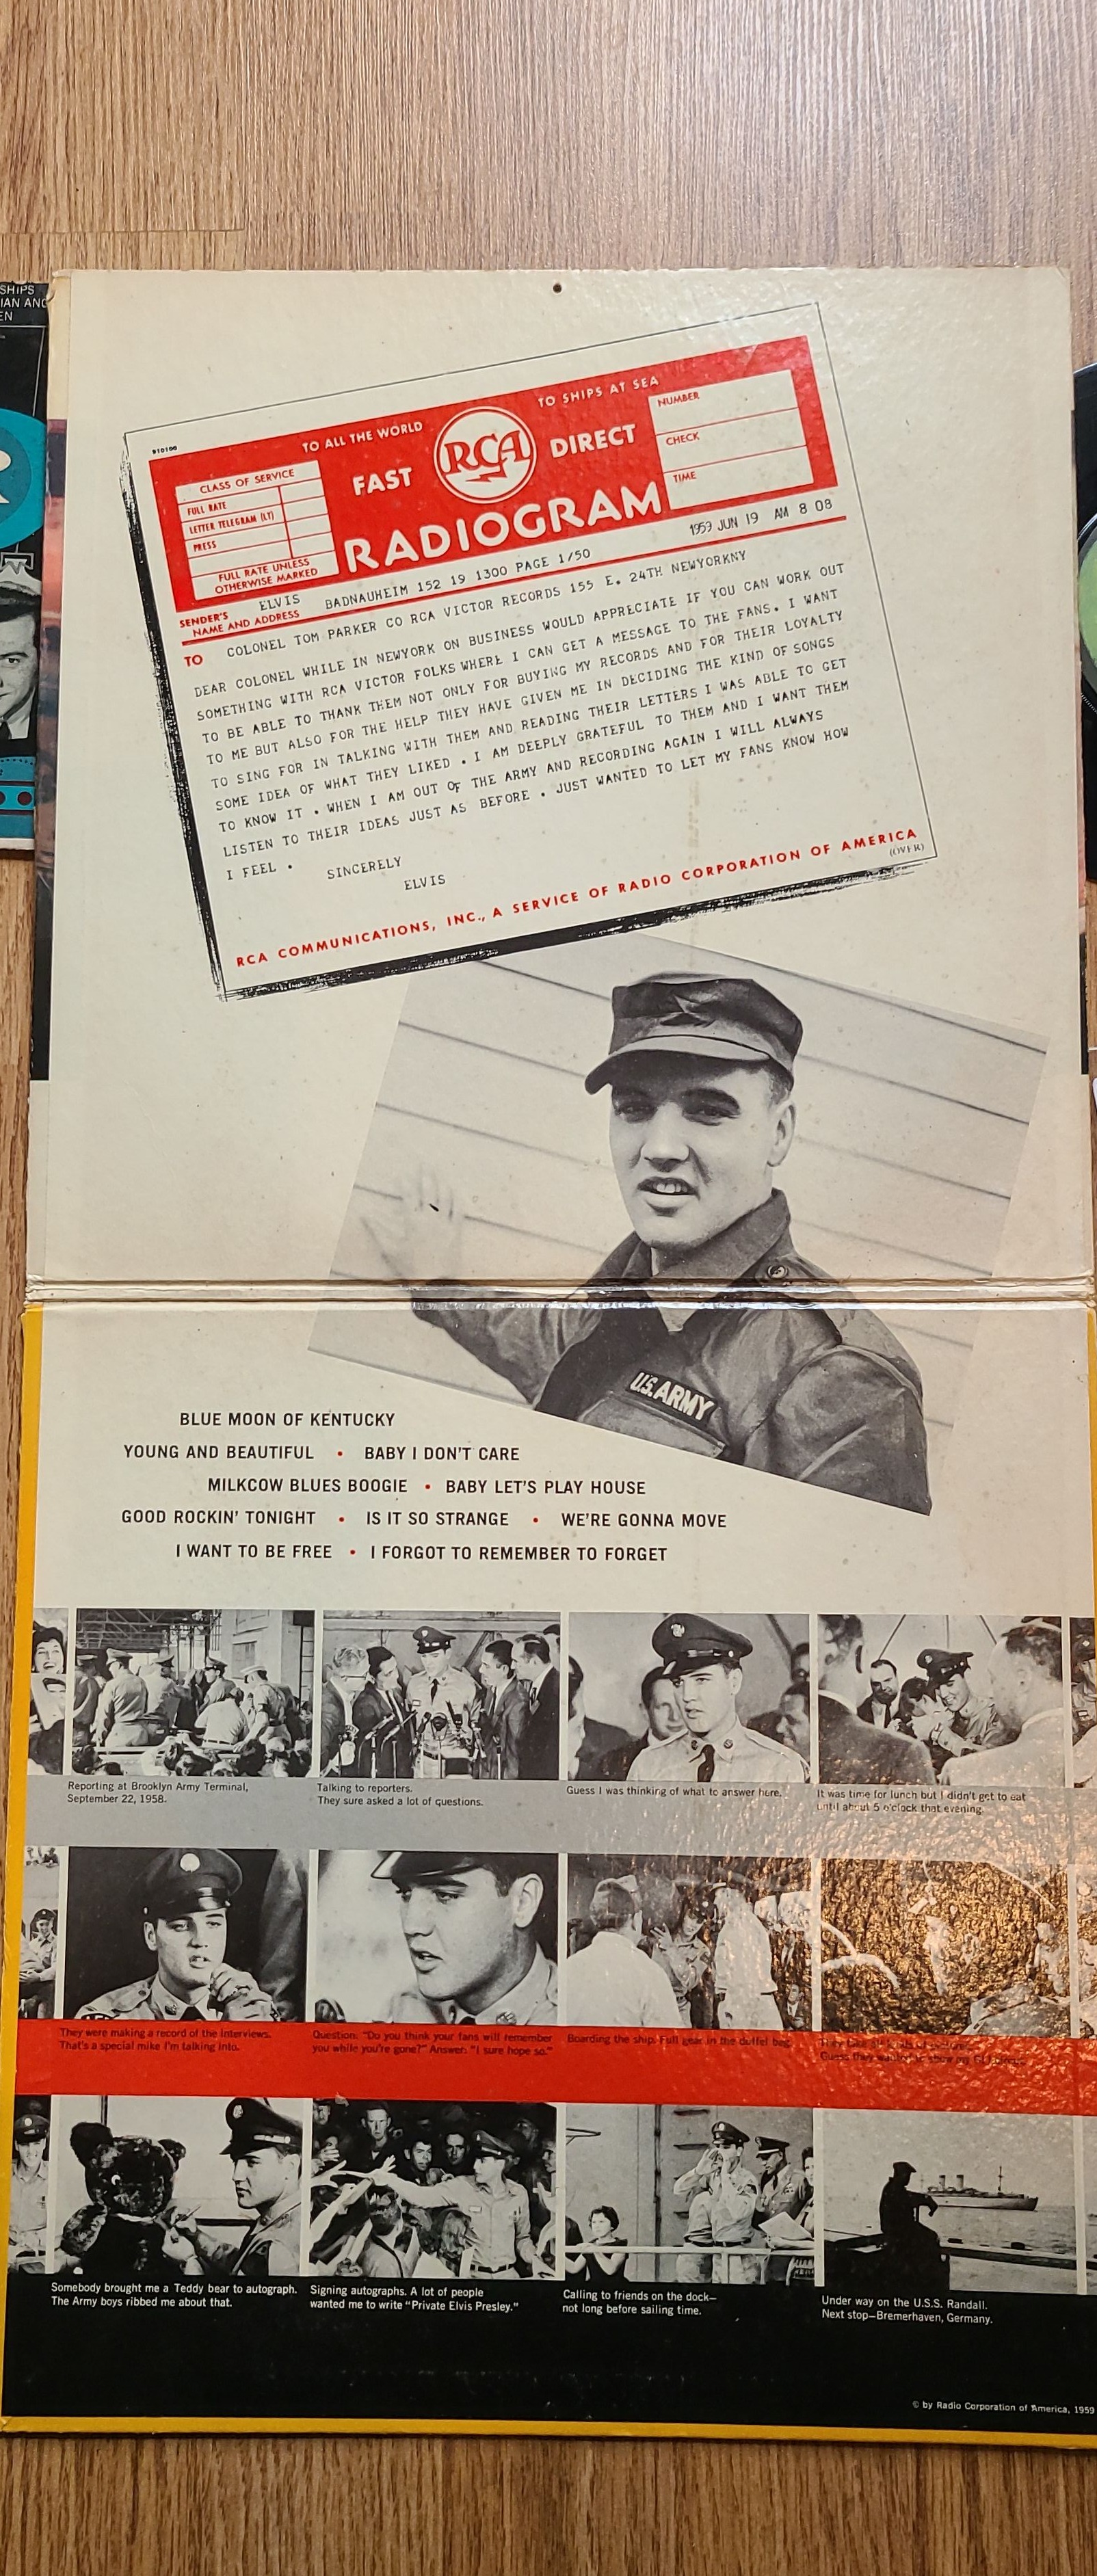 SHIPS
IAN AND
EN
910100
TO ALL THE WORLD
TO SHIPS AT SEA
CLASS OF SERVICE
FULL RATE
LETTER TELEGRAM (LT)
PRESS
FULL RATE UNLESS
OTHERWISE MARKED
FAST
RCA
DIRECT
RADIOGRAM
NUMBER
CHECK
TIME
1959 JUN 19 AM 8 08
SENDER'S
NAME AND ADDRESS
ELVIS BADNAUHEIM 152 19 1300 PAGE 1/50
TO COLONEL TOM PARKER CO RCA VICTOR RECORDS 155 E. 24TH NEWYORKNY
DEAR COLONEL WHILE IN NEWYORK ON BUSINESS WOULD APPRECIATE IF YOU CAN WORK OUT
SOMETHING WITH RCA VICTOR FOLKS WHERE I CAN GET A MESSAGE TO THE FANS. I WANT
TO BE ABLE TO THANK THEM NOT ONLY FOR BUYING MY RECORDS AND FOR THEIR LOYALTY
TO ME BUT ALSO FOR THE HELP THEY HAVE GIVEN ME IN DECIDING THE KIND OF SONGS
TO SING FOR IN TALKING WITH THEM AND READING THEIR LETTERS I WAS ABLE TO GET
SOME IDEA OF WHAT THEY LIKED . I AM DEEPLY GRATEFUL TO THEM AND I WANT THEM
TO KNOW IT . WHEN I AM OUT OF THE ARMY AND RECORDING AGAIN I WILL ALWAYS
LISTEN TO THEIR IDEAS JUST AS BEFORE . JUST WANTED TO LET MY FANS KNOW HOW
I FEEL .
SINCERELY
ELVIS
RCA COMMUNICATIONS, INC., A SERVICE OF RADIO CORPORATION OF AMERICA
(OVER)
U.S. ARMY
BLUE MOON OF KENTUCKY
YOUNG AND BEAUTIFUL • BABY I DON'T CARE
MILKCOW BLUES BOOGIE • BABY LET'S PLAY HOUSE
GOOD ROCKIN' TONIGHT • IS IT SO STRANGE • WE'RE GONNA MOVE
I WANT TO BE FREE • I FORGOT TO REMEMBER TO FORGET
Reporting at Brooklyn Army Terminal,
September 22, 1958.
Talking to reporters.
They sure asked a lot of questions.
Guess I was thinking of what to answer here.
It was time for lunch but I didn't get to eat
until about 5 o'clock that evening.
They were making a record of the interviews.
That's a special mike I'm talking into.
Question: "Do you think your fans will remember
you while you're gone?" Answer: "I sure hope so."
Boarding the ship. Full gear in the duffel bag.
They
Guess they wanted to show my
Somebody brought me a Teddy bear to autograph.
The Army boys ribbed me about that.
Signing autographs. A lot of people
wanted me to write "Private Elvis Presley."
Calling to friends on the dock—
not long before sailing time.
Under way on the U.S.S. Randall.
Next stop—Bremerhaven, Germany.
© by Radio Corporation of America, 1959